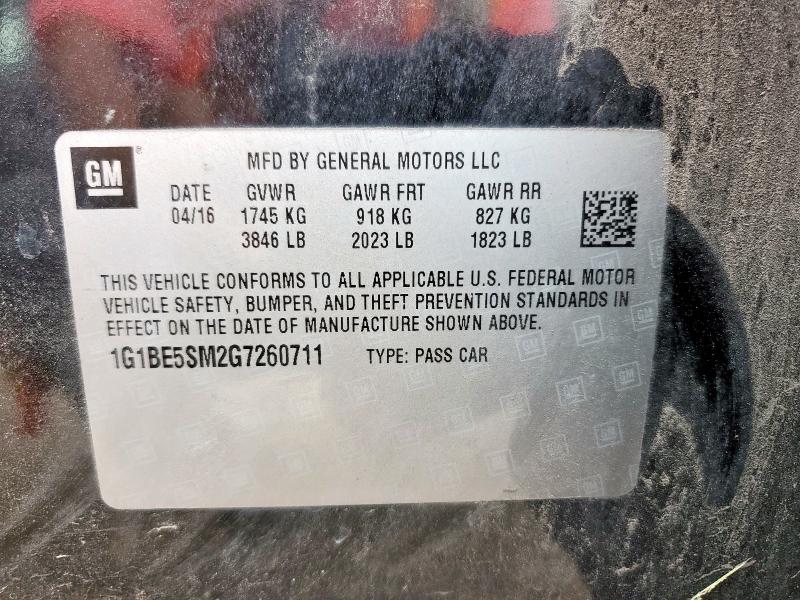 GM
MFD BY GENERAL MOTORS LLC
DATE GVWR GAWR FRT GAWR RR
04/16 1745 KG 918 KG 827 KG
3846 LB 2023 LB 1823 LB
THIS VEHICLE CONFORMS TO ALL APPLICABLE U.S. FEDERAL MOTOR
VEHICLE SAFETY, BUMPER, AND THEFT PREVENTION STANDARDS IN
EFFECT ON THE DATE OF MANUFACTURE SHOWN ABOVE.
1G1BE5SM2G7260711 TYPE: PASS CAR